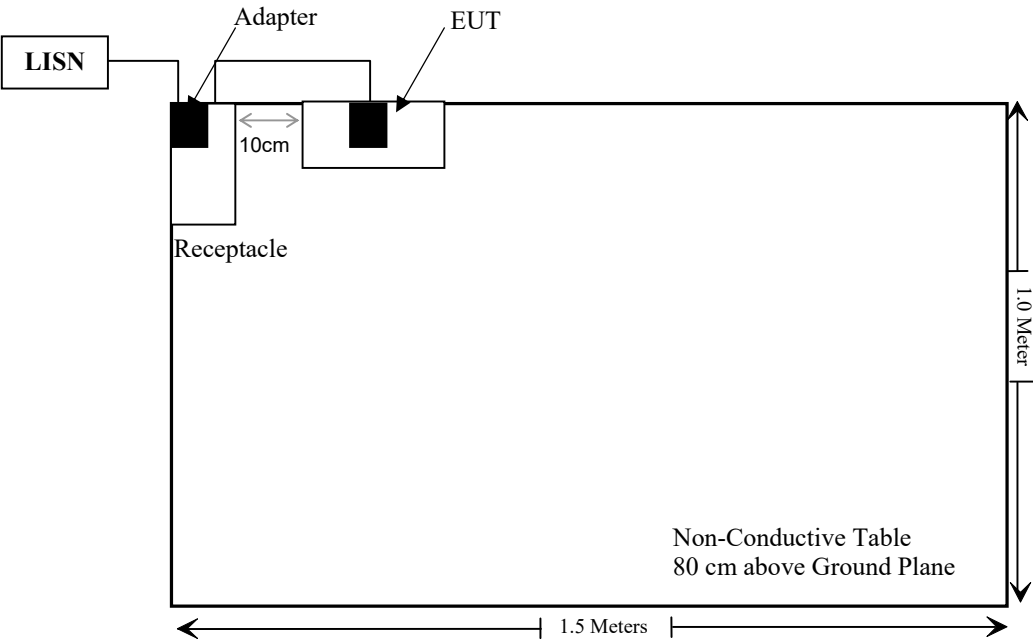 Adapter
EUT
LISN
10cm
Receptacle
1.0 Meter
Non-Conductive Table
80 cm above Ground Plane
1.5 Meters